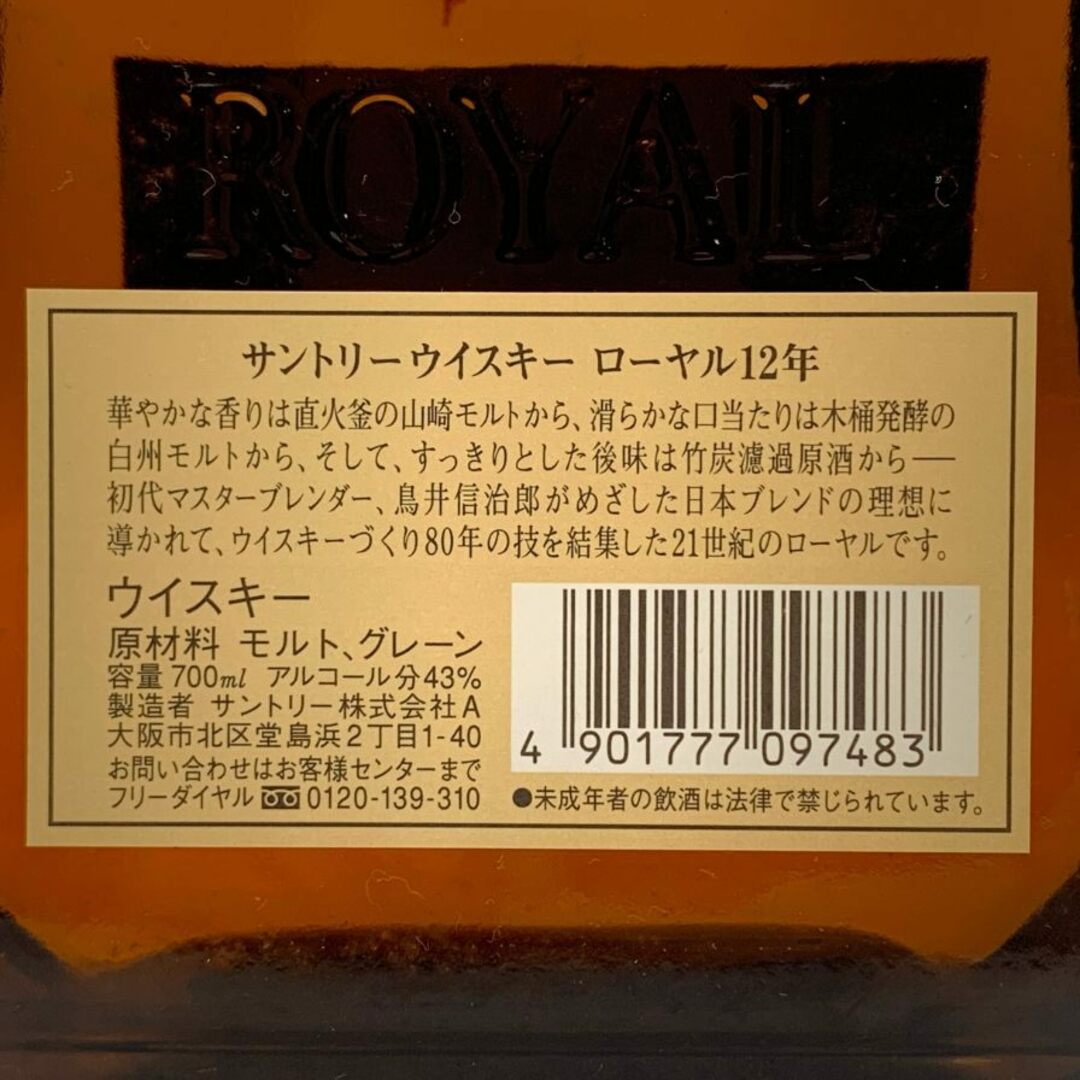 ROYAL
サントリーウイスキー ローヤル12年
華やかな香りは直火釜の山崎モルトから、滑らかな口当たりは木桶発酵の
白州モルトから、そして、すっきりとした後味は竹炭濾過原酒から——
初代マスターブレンダー、鳥井信治郎がめざした日本ブレンドの理想に
導かれて、ウイスキーづくり80年の技を結集した21世紀のローヤルです。
ウイスキー
原材料 モルト、グレーン
容量 700ml アルコール分43%
製造者 サントリー株式会社A
大阪市北区堂島浜2丁目1-40
お問い合わせはお客様センターまで
フリーダイヤル 0120-139-310
4 901777 097483
●未成年者の飲酒は法律で禁じられています。